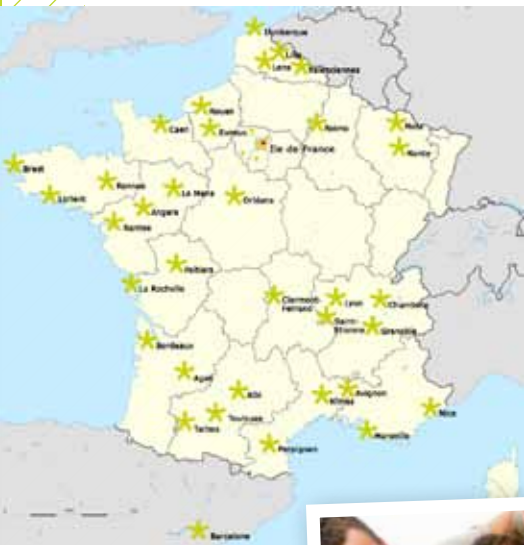 Dunkerque
Lille
Lens
Valenciennes
Rouen
Caen
Evreux
Reims
Metz
Ile de France
Brest
Rennes
Le Mans
Lorient
Angers
Orléans
Nantes
Poitiers
La Rochelle
Clermont-
Ferrand
Lyon
Chambéry
Saint-
Etienne
Grenoble
Bordeaux
Agen
Albi
Nîmes
Avignon
Toulouse
Tarbes
Nice
Marseille
Perpignan
Barcelone